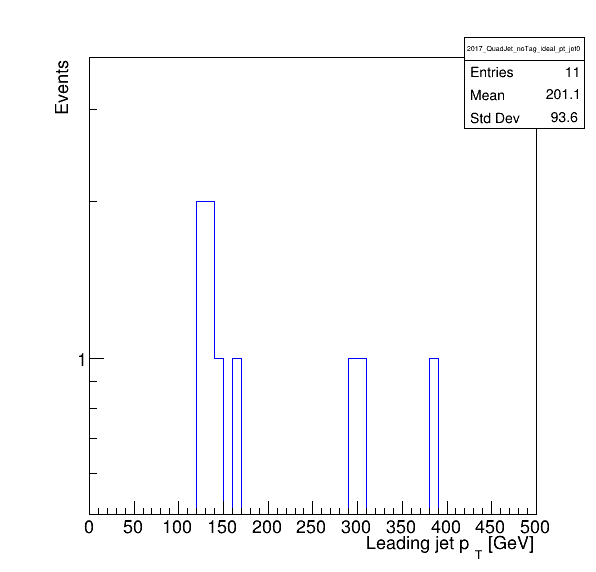 2017_QuadJet_noTag_ideal_pt_jet0
Entries 11
Mean 201.1
Std Dev 93.6
Events
1
0 50 100 150 200 250 300 350 400 450 500
Leading jet p T [GeV]